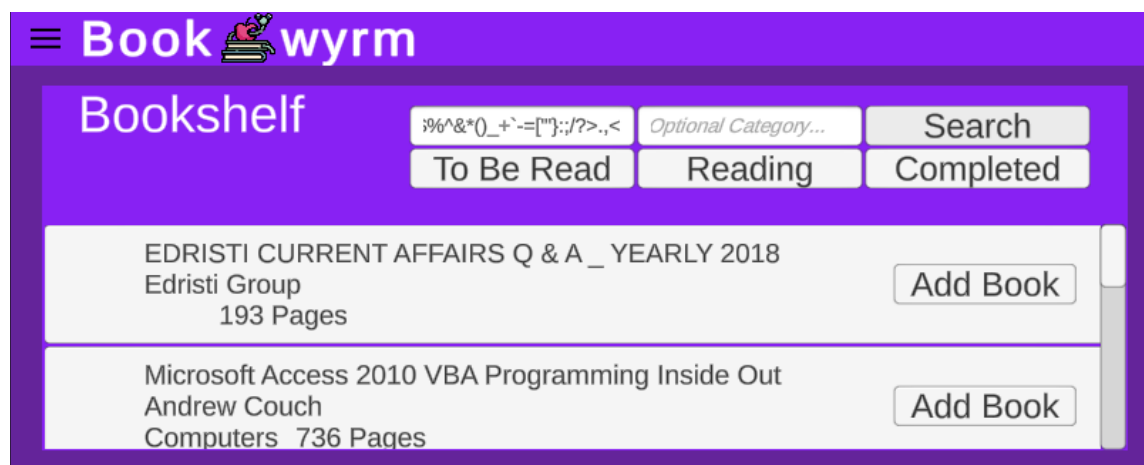 Book wyrm
Bookshelf
%^&*()_+`-=['"}:;/?>.,<
Optional Category...
Search
To Be Read
Reading
Completed
EDRISTI CURRENT AFFAIRS Q & A _ YEARLY 2018
Edristi Group
193 Pages
Add Book
Microsoft Access 2010 VBA Programming Inside Out
Andrew Couch
Computers 736 Pages
Add Book